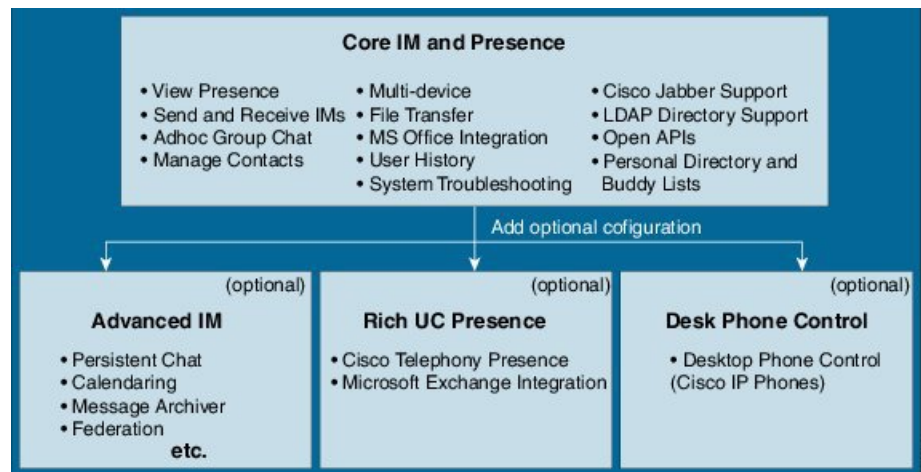 Core IM and Presence
• View Presence
• Send and Receive IMs
• Adhoc Group Chat
• Manage Contacts
• Multi-device
• File Transfer
• MS Office Integration
• User History
• System Troubleshooting
• Cisco Jabber Support
• LDAP Directory Support
• Open APIs
• Personal Directory and
Buddy Lists
Add optional cofiguration
(optional)
Advanced IM
• Persistent Chat
• Calendaring
• Message Archiver
• Federation
etc.
(optional)
Rich UC Presence
• Cisco Telephony Presence
• Microsoft Exchange Integration
(optional)
Desk Phone Control
• Desktop Phone Control
(Cisco IP Phones)